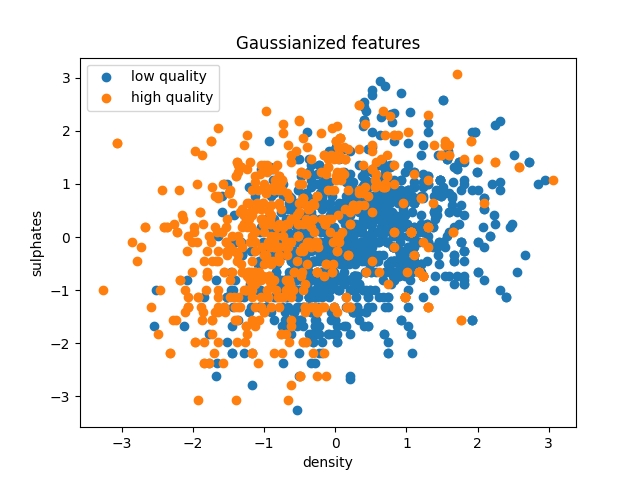 Gaussianized features
low quality
high quality
3
2
1
0
−1
−2
−3
sulphates
−3 −2 −1 0 1 2 3
density